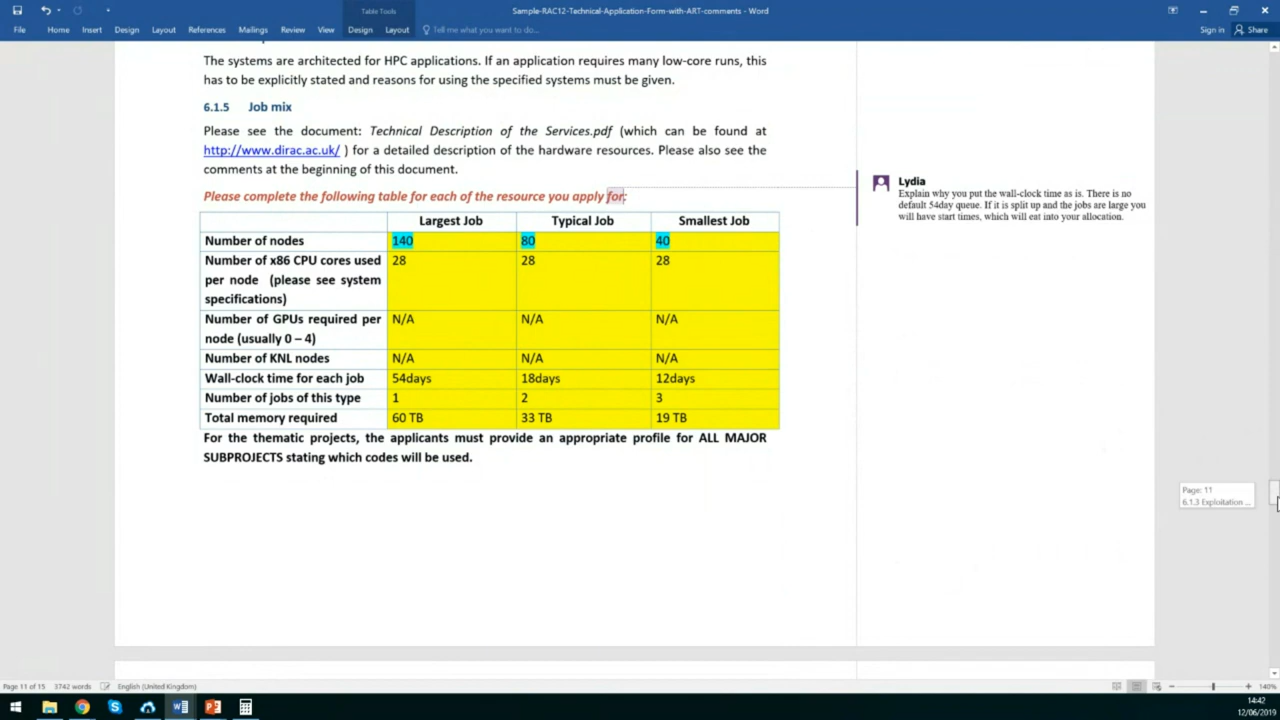 Table Tools
Sample-RAC12-Technical-Application-Form-with-ART-comments - Word
File Home Insert Design Layout References Mailings Review View Design Layout Tell me what you want to do... Sign in Share
The systems are architected for HPC applications. If an application requires many low-core runs, this
has to be explicitly stated and reasons for using the specified systems must be given.
6.1.5 Job mix
Please see the document: Technical Description of the Services.pdf (which can be found at
http://www.dirac.ac.uk/ ) for a detailed description of the hardware resources. Please also see the
comments at the beginning of this document.
Please complete the following table for each of the resource you apply for:
Largest Job Typical Job Smallest Job
Number of nodes 140 80 40
Number of x86 CPU cores used 28 28 28
per node (please see system
specifications)
Number of GPUs required per N/A N/A N/A
node (usually 0 – 4)
Number of KNL nodes N/A N/A N/A
Wall-clock time for each job 54days 18days 12days
Number of jobs of this type 1 2 3
Total memory required 60 TB 33 TB 19 TB
For the thematic projects, the applicants must provide an appropriate profile for ALL MAJOR
SUBPROJECTS stating which codes will be used.
Lydia
Explain why you put the wall-clock time as is. There is no
default 54day queue. If it is split up and the jobs are large you
will have start times, which will eat into your allocation.
Page: 11
6.1.3 Exploitation ...
Page 11 of 15 3742 words English (United Kingdom) 140%
14:42
12/06/2019